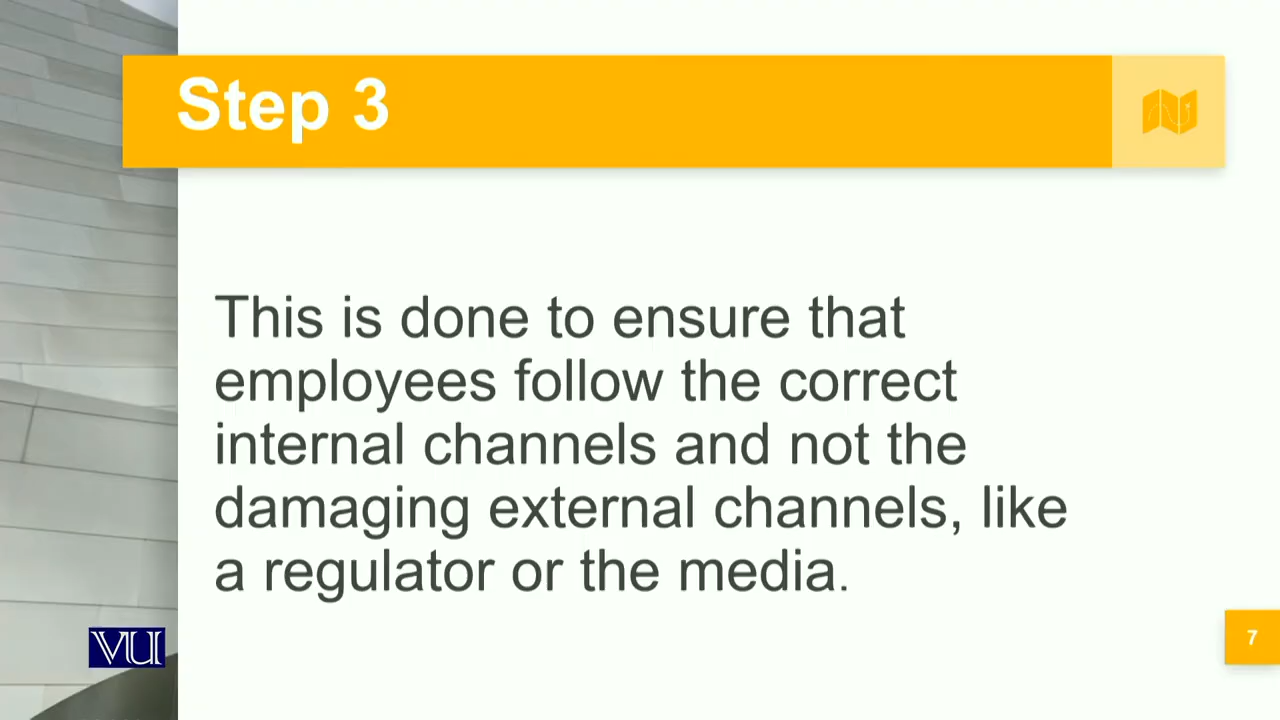 Step 3
This is done to ensure that
employees follow the correct
internal channels and not the
damaging external channels, like
a regulator or the media.
VU
7